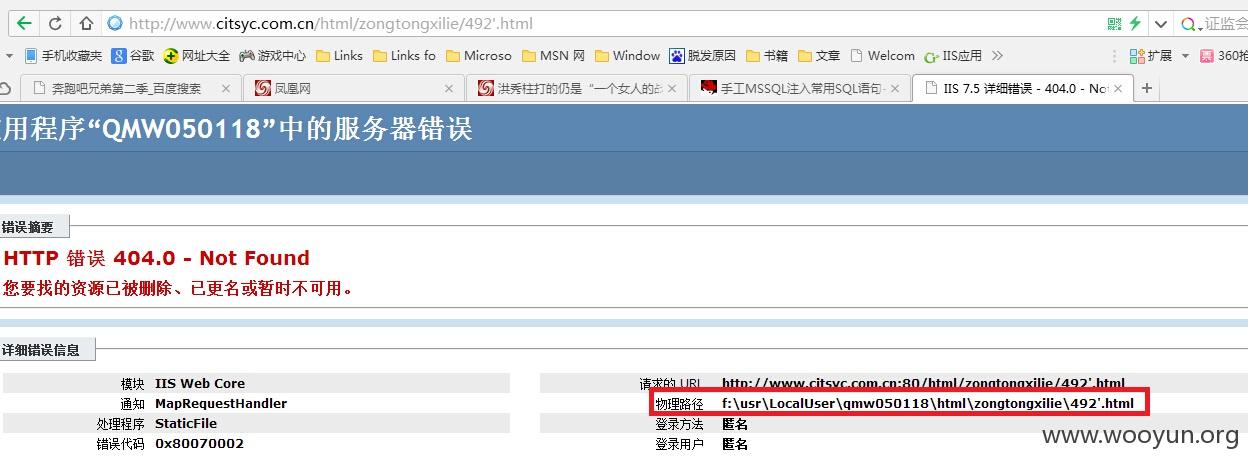 http://www.citsyc.com.cn/html/zongtongxilie/492'.html 证监会
手机收藏夹 谷歌 网址大全 游戏中心 Links Links fo Microso MSN 网 Window 脱发原因 书籍 文章 Welcom IIS应用 扩展 360抢
奔跑吧兄弟第二季_百度搜索 凤凰网 洪秀柱打的仍是“一个女人的战 手工MSSQL注入常用SQL语句- IIS 7.5 详细错误 - 404.0 - Not
用程序“QMW050118”中的服务器错误
错误摘要
HTTP 错误 404.0 - Not Found
您要找的资源已被删除、已更名或暂时不可用。
详细错误信息
模块 IIS Web Core 请求的 URL http://www.citsyc.com.cn:80/html/zongtongxilie/492'.html
通知 MapRequestHandler 物理路径 f:\usr\LocalUser\qmw050118\html\zongtongxilie\492'.html
处理程序 StaticFile 登录方法 匿名
错误代码 0x80070002 登录用户 匿名
www.wooyun.org